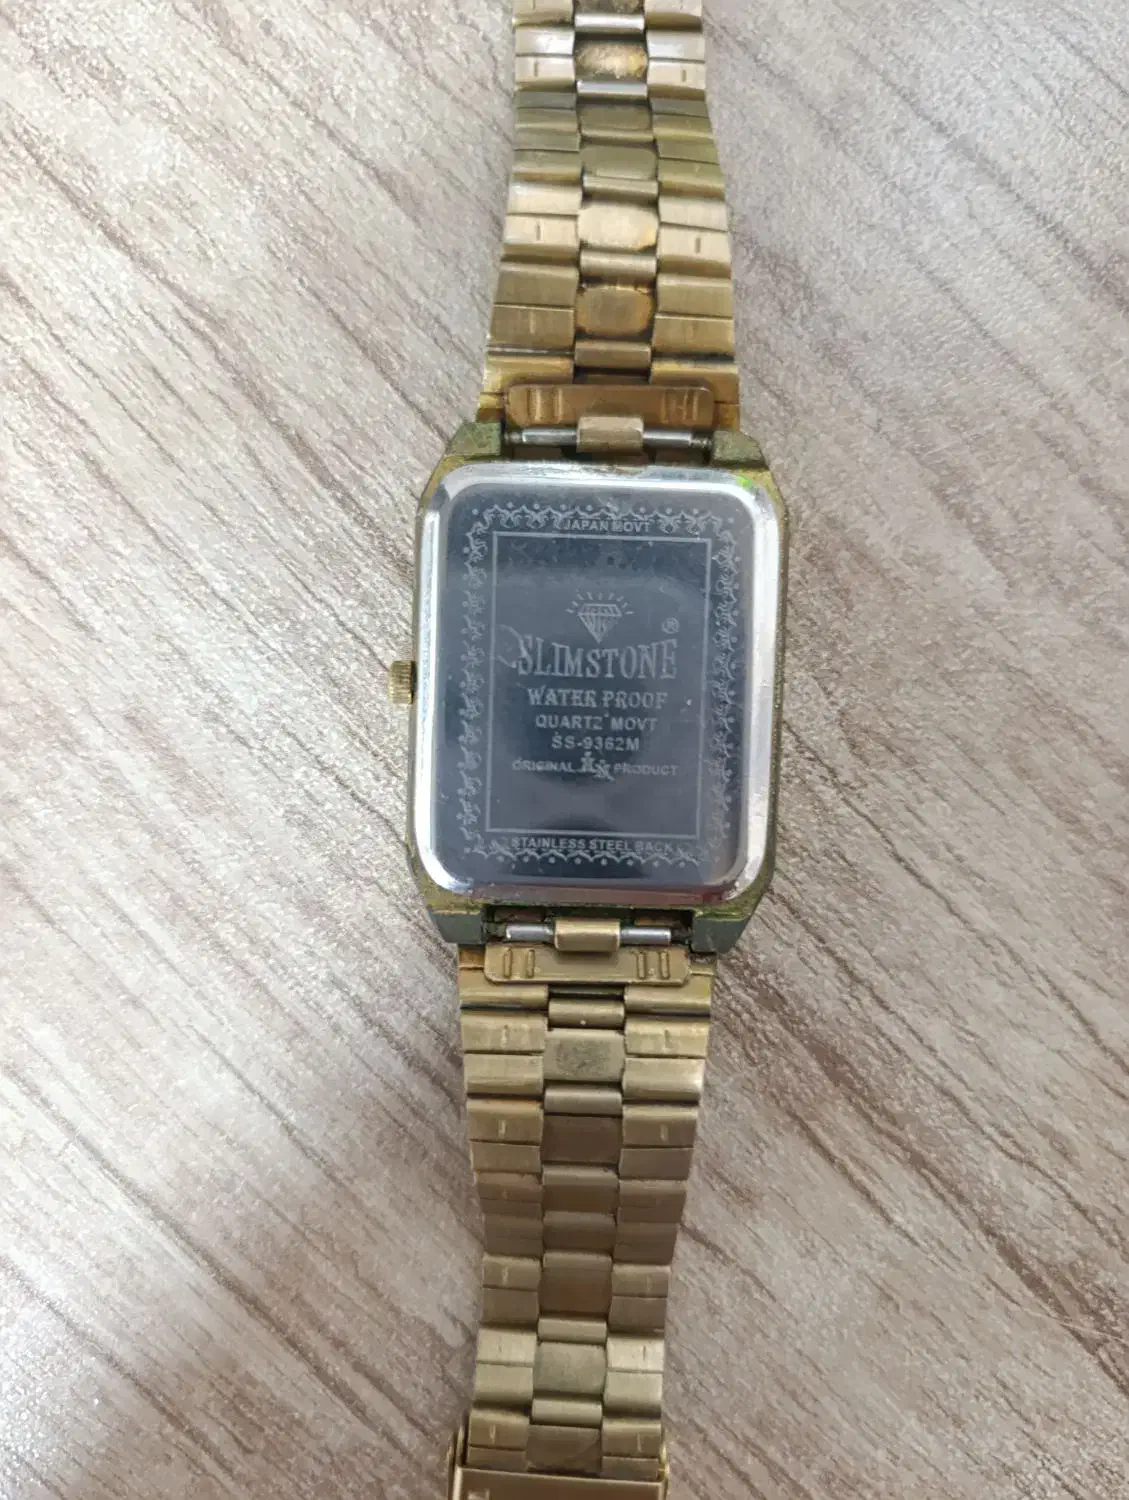 JAPAN MOVT
®
SLIMSTONE
WATER PROOF
QUARTZ MOVT
SS-9362M
ORIGINAL PRODUCT
STAINLESS STEEL BACK